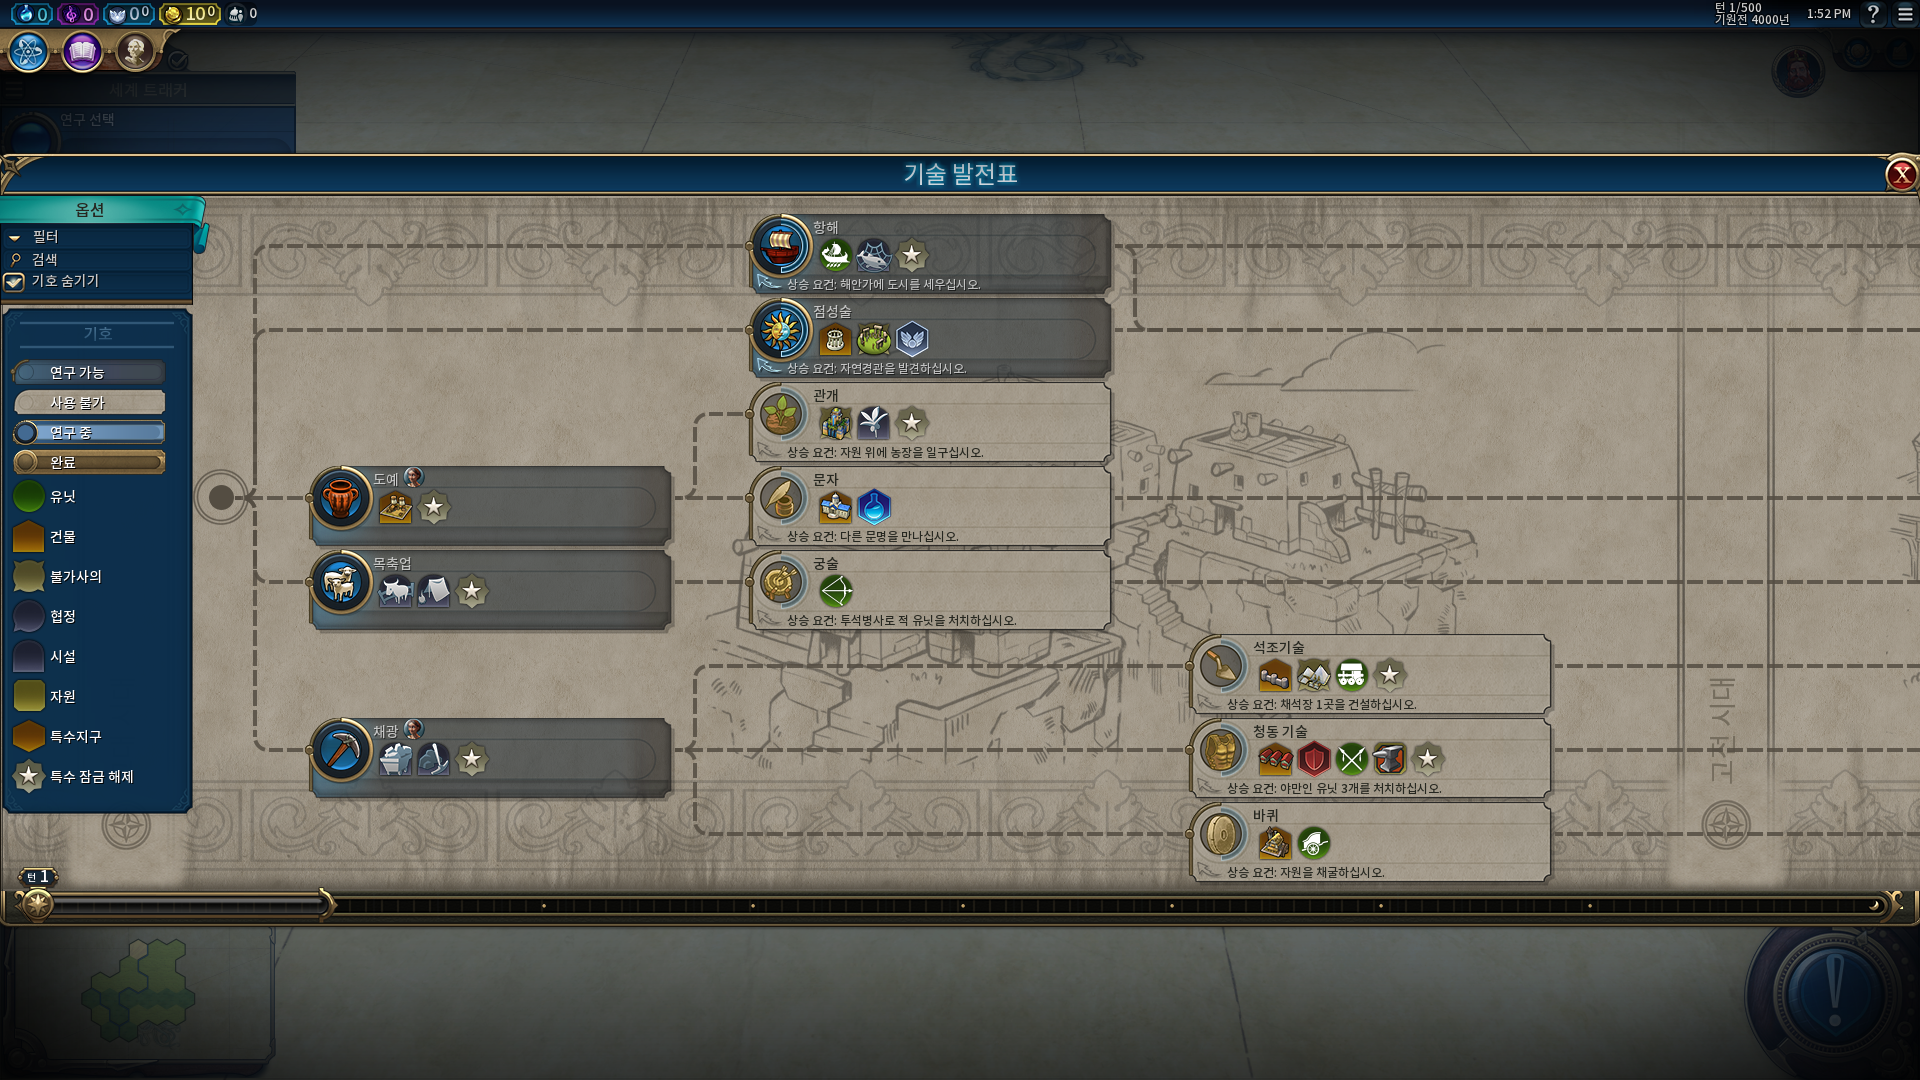 0 0 0⁰ 10⁰ 0
턴 1/500
기원전 4000년
1:52 PM
?
세계 트래커
연구 선택
기술 발전표
X
옵션
필터
검색
기호 숨기기
기호
연구 가능
사용 불가
연구 중
완료
유닛
건물
불가사의
협정
시설
자원
특수지구
특수 잠금 해제
도예
목축업
채광
항해
상승 요건: 해안가에 도시를 세우십시오.
점성술
상승 요건: 자연경관을 발견하십시오.
관개
상승 요건: 자원 위에 농장을 일구십시오.
문자
상승 요건: 다른 문명을 만나십시오.
궁술
상승 요건: 투석병사로 적 유닛을 처치하십시오.
석조기술
상승 요건: 채석장 1곳을 건설하십시오.
청동 기술
상승 요건: 야만인 유닛 3개를 처치하십시오.
바퀴
상승 요건: 자원을 채굴하십시오.
고전 시대
턴 1